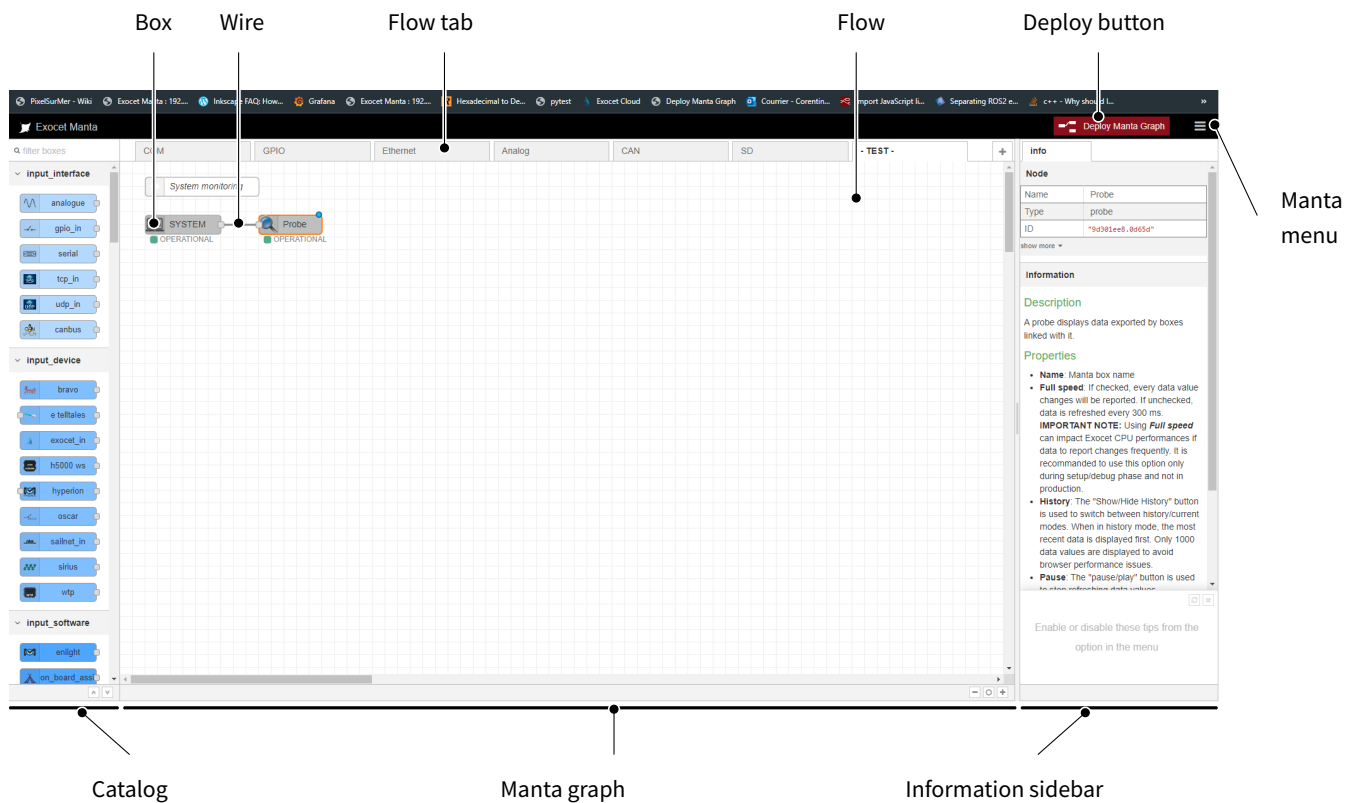 Box Wire Flow tab Flow Deploy button
PixelSurMer - Wiki Exocet Manta : 192.... Inkscape FAQ: How... Grafana Exocet Manta : 192.... Hexadecimal to De... pytest Exocet Cloud Deploy Manta Graph Courrier - Corentin... Import JavaScript li... Separating ROS2 e... c++ - Why should I... »
Exocet Manta Deploy Manta Graph
filter boxes COM GPIO Ethernet Analog CAN SD - TEST - + info
input_interface
analogue
gpio_in
serial
tcp_in
udp_in
canbus
input_device
bravo
e telltales
exocet_in
h5000 ws
hyperion
oscar
sailnet_in
sirius
wtp
input_software
enlight
on_board_assi
System monitoring
SYSTEM Probe
OPERATIONAL OPERATIONAL
Node
Name Probe
Type probe
ID "9d301ee8.0d65d"
show more
Information
Description
A probe displays data exported by boxes
linked with it.
Properties
• Name: Manta box name
• Full speed: If checked, every data value
changes will be reported. If unchecked,
data is refreshed every 300 ms.
IMPORTANT NOTE: Using Full speed
can impact Exocet CPU performances if
data to report changes frequently. It is
recommanded to use this option only
during setup/debug phase and not in
production.
• History: The "Show/Hide History" button
is used to switch between history/current
modes. When in history mode, the most
recent data is displayed first. Only 1000
data values are displayed to avoid
browser performance issues.
• Pause: The "pause/play" button is used
to stop refreshing data values
Enable or disable these tips from the
option in the menu
Manta
menu
Catalog Manta graph Information sidebar